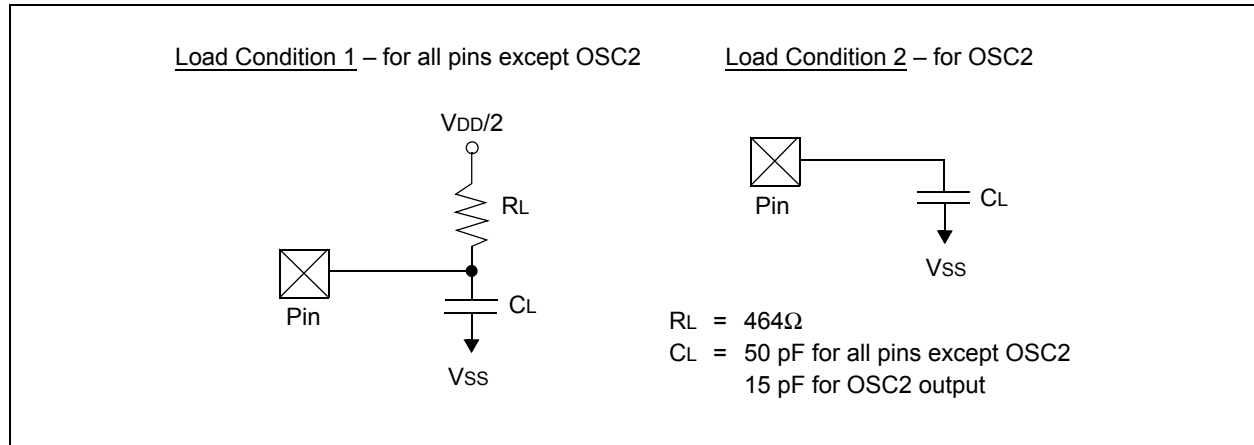 Load Condition 1 – for all pins except OSC2
VDD/2
RL
Pin
CL
VSS
Load Condition 2 – for OSC2
Pin
CL
VSS
RL = 464Ω
CL = 50 pF for all pins except OSC2
15 pF for OSC2 output